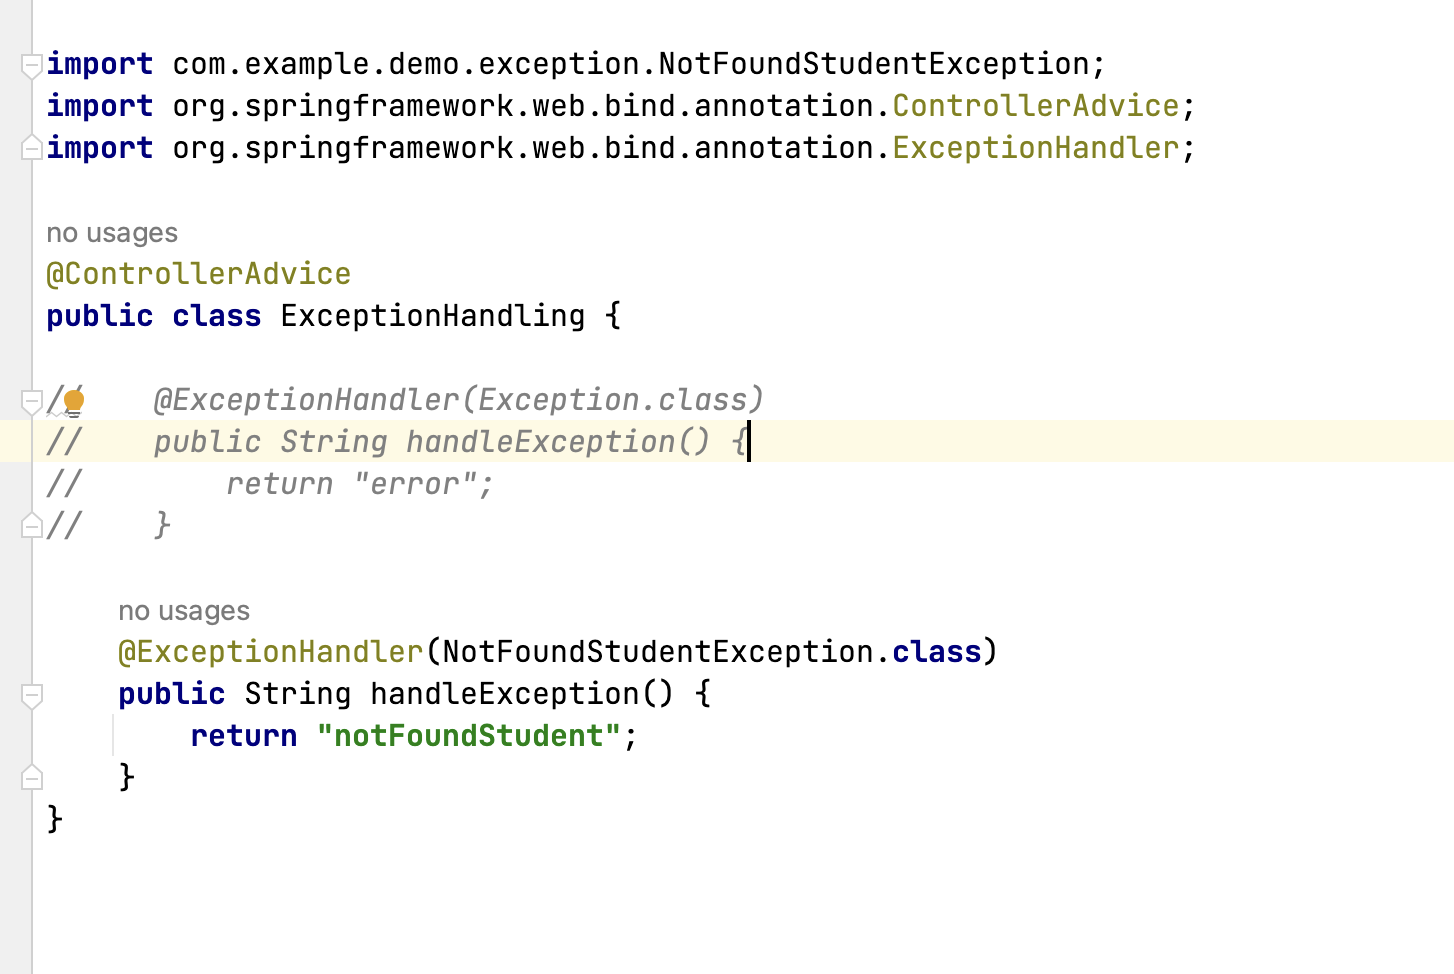 import com.example.demo.exception.NotFoundStudentException;
import org.springframework.web.bind.annotation.ControllerAdvice;
import org.springframework.web.bind.annotation.ExceptionHandler;
no usages
@ControllerAdvice
public class ExceptionHandling {
//    @ExceptionHandler(Exception.class)
//    public String handleException() {
//        return "error";
//    }
    no usages
    @ExceptionHandler(NotFoundStudentException.class)
    public String handleException() {
        return "notFoundStudent";
    }
}